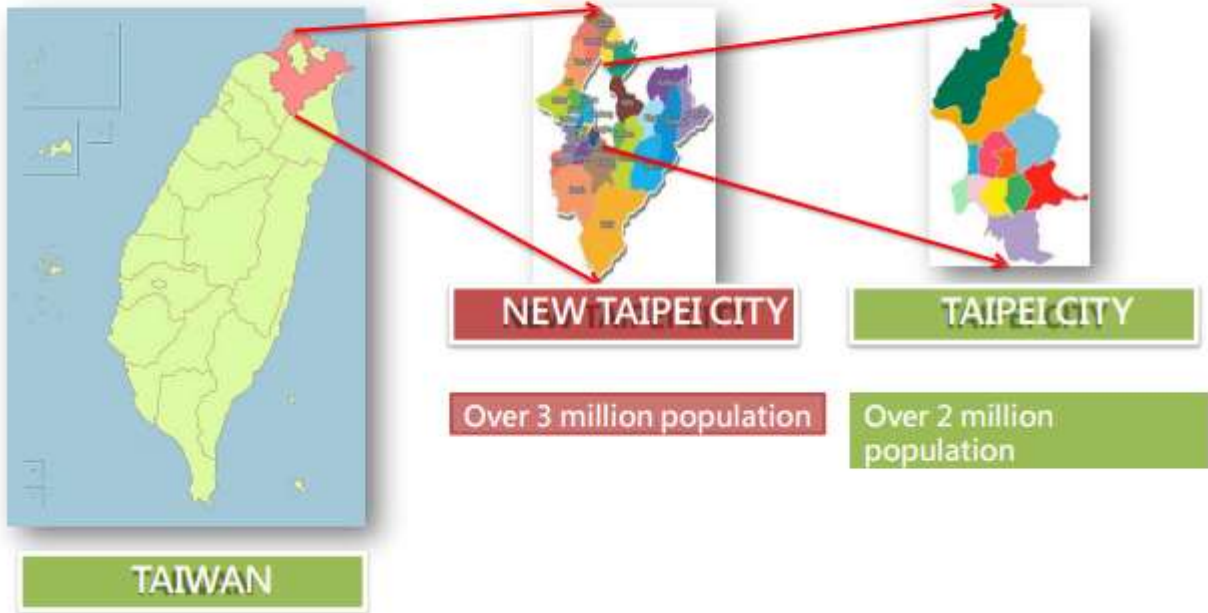 NEW TAIPEI CITY
TAIPEI CITY
Over 3 million population
Over 2 million
population
TAIWAN